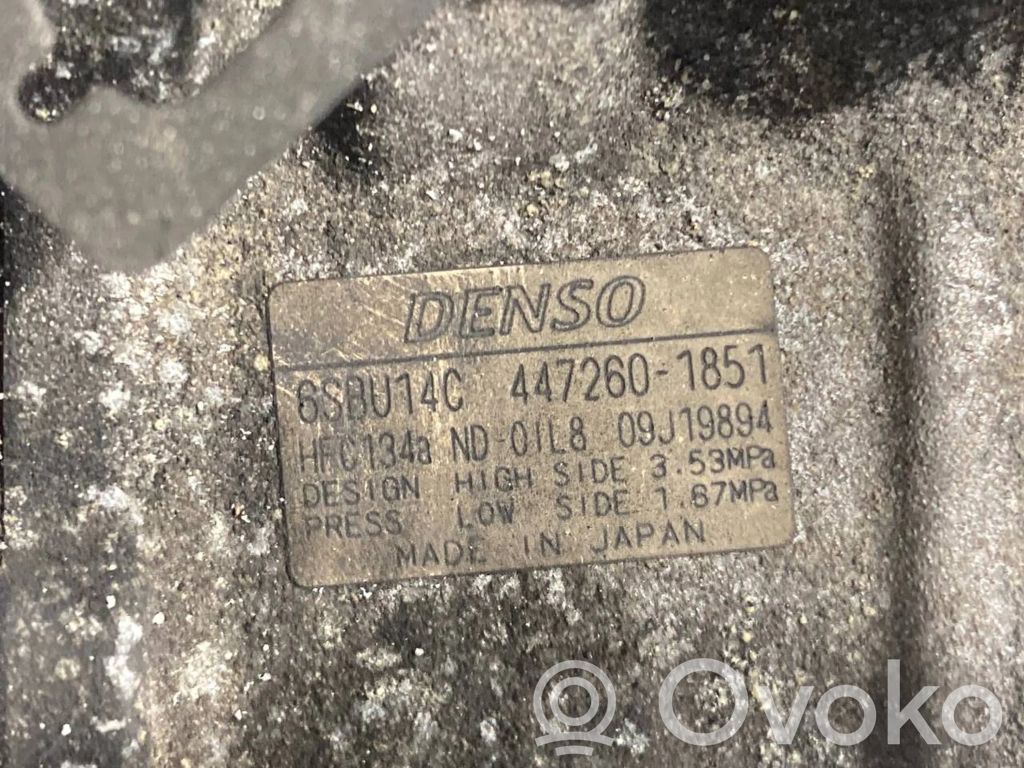 DENSO
6SBU14C 447260-1851
HFC134a ND-OIL8 09J19894
DESIGN HIGH SIDE 3.53MPa
PRESS LOW SIDE 1.67MPa
MADE IN JAPAN
Ovoko